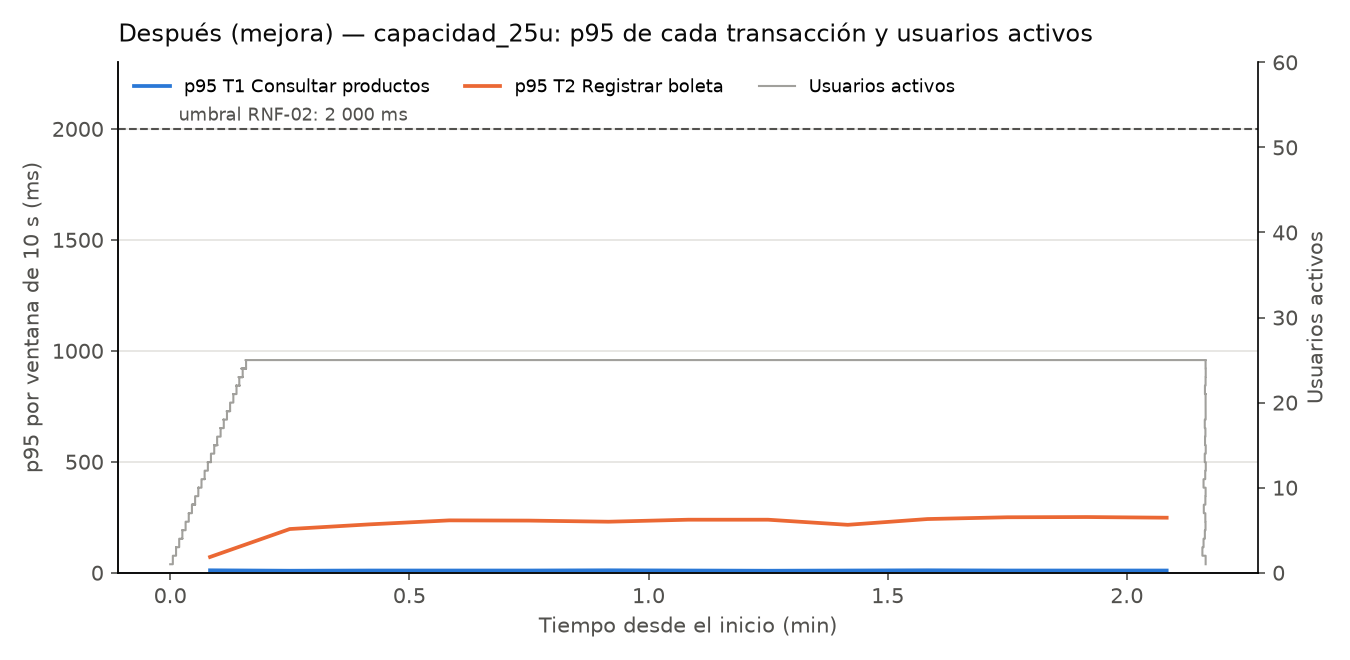 Después (mejora) — capacidad_25u: p95 de cada transacción y usuarios activos
p95 T1 Consultar productos
p95 T2 Registrar boleta
Usuarios activos
umbral RNF-02: 2 000 ms
p95 por ventana de 10 s (ms)
2000
1500
1000
500
0
60
50
40
30
20
10
0
Usuarios activos
0.0
0.5
1.0
1.5
2.0
Tiempo desde el inicio (min)